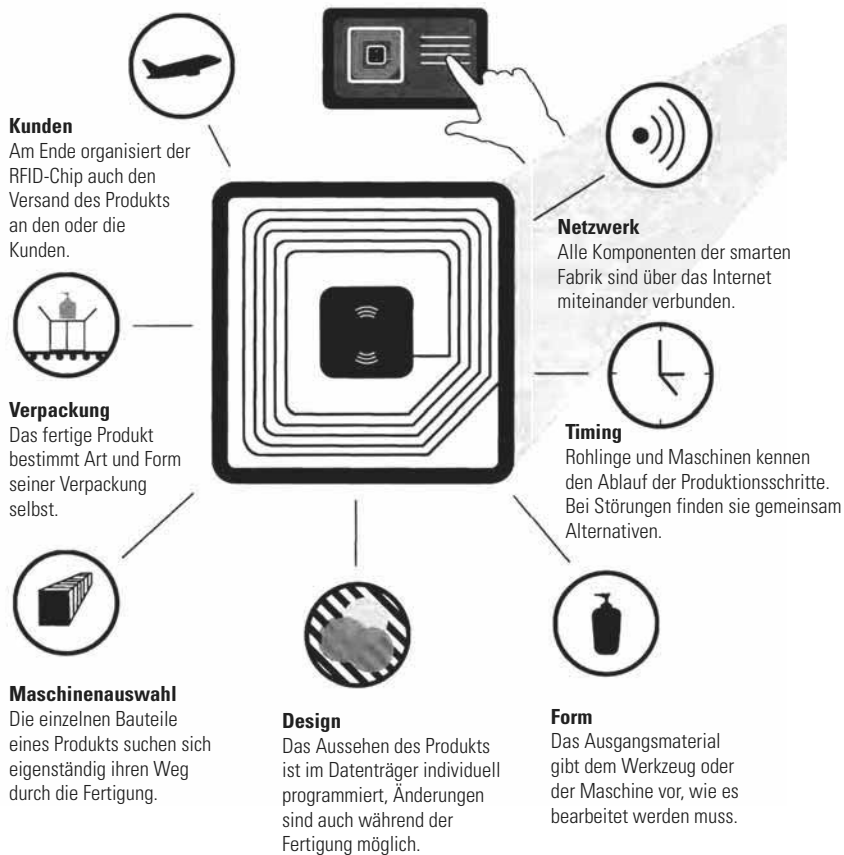 Kunden
Am Ende organisiert der
RFID-Chip auch den
Versand des Produkts
an den oder die
Kunden.
Netzwerk
Alle Komponenten der smarten
Fabrik sind über das Internet
miteinander verbunden.
Verpackung
Das fertige Produkt
bestimmt Art und Form
seiner Verpackung
selbst.
Timing
Rohlinge und Maschinen kennen
den Ablauf der Produktionsschritte.
Bei Störungen finden sie gemeinsam
Alternativen.
Maschinenauswahl
Die einzelnen Bauteile
eines Produkts suchen sich
eigenständig ihren Weg
durch die Fertigung.
Design
Das Aussehen des Produkts
ist im Datenträger individuell
programmiert, Änderungen
sind auch während der
Fertigung möglich.
Form
Das Ausgangsmaterial
gibt dem Werkzeug oder
der Maschine vor, wie es
bearbeitet werden muss.